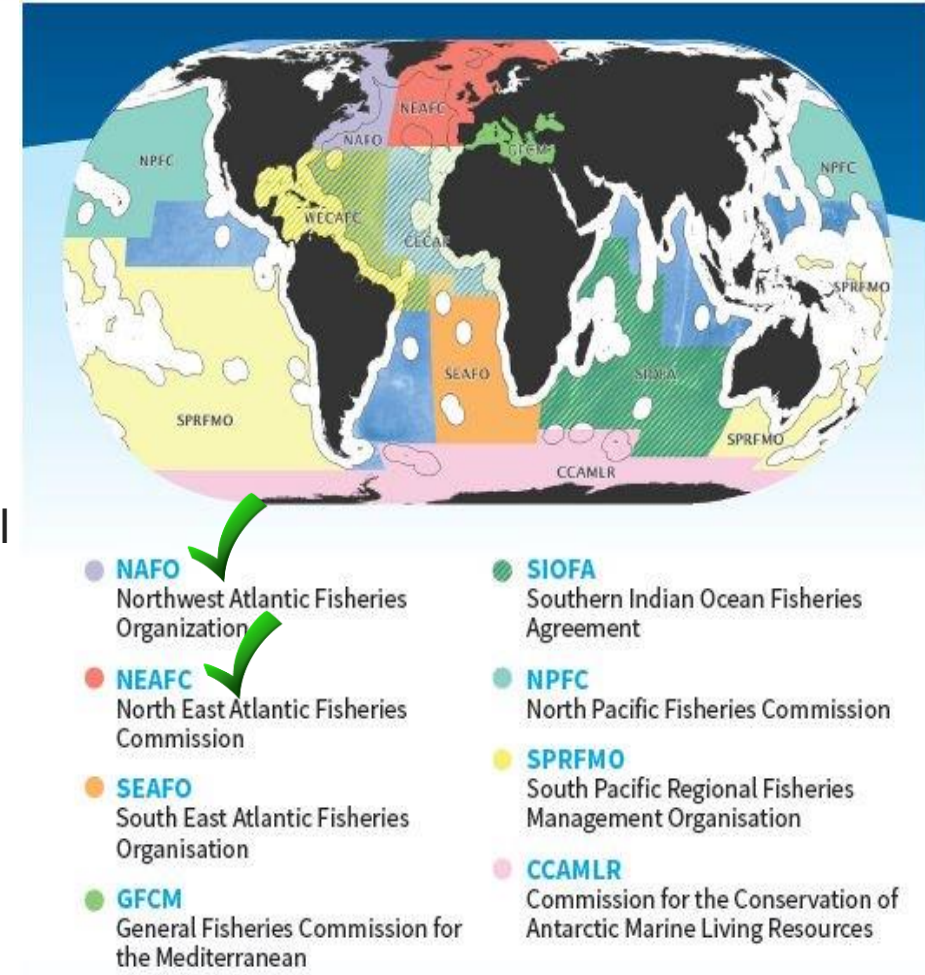 NEAFC
NAFO
GFCM
NPFC
NPFC
WECAFC
CECAF
SPRFMO
SEAFO
SIOFA
SPRFMO
SPRFMO
CCAMLR
l
NAFO
Northwest Atlantic Fisheries
Organization
NEAFC
North East Atlantic Fisheries
Commission
SEAFO
South East Atlantic Fisheries
Organisation
GFCM
General Fisheries Commission for
the Mediterranean
SIOFA
Southern Indian Ocean Fisheries
Agreement
NPFC
North Pacific Fisheries Commission
SPRFMO
South Pacific Regional Fisheries
Management Organisation
CCAMLR
Commission for the Conservation of
Antarctic Marine Living Resources